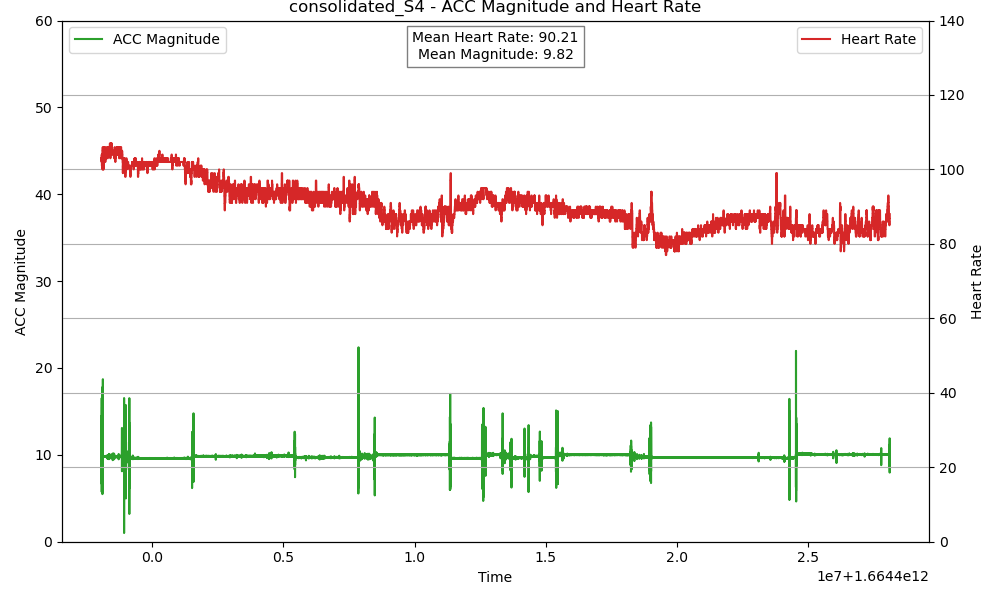 consolidated_S4 - ACC Magnitude and Heart Rate
ACC Magnitude
Mean Heart Rate: 90.21
Mean Magnitude: 9.82
Heart Rate
60
50
40
30
20
10
0
ACC Magnitude
140
120
100
80
60
40
20
0
Heart Rate
0.0 0.5 1.0 1.5 2.0 2.5
1e7+1.6644e12
Time